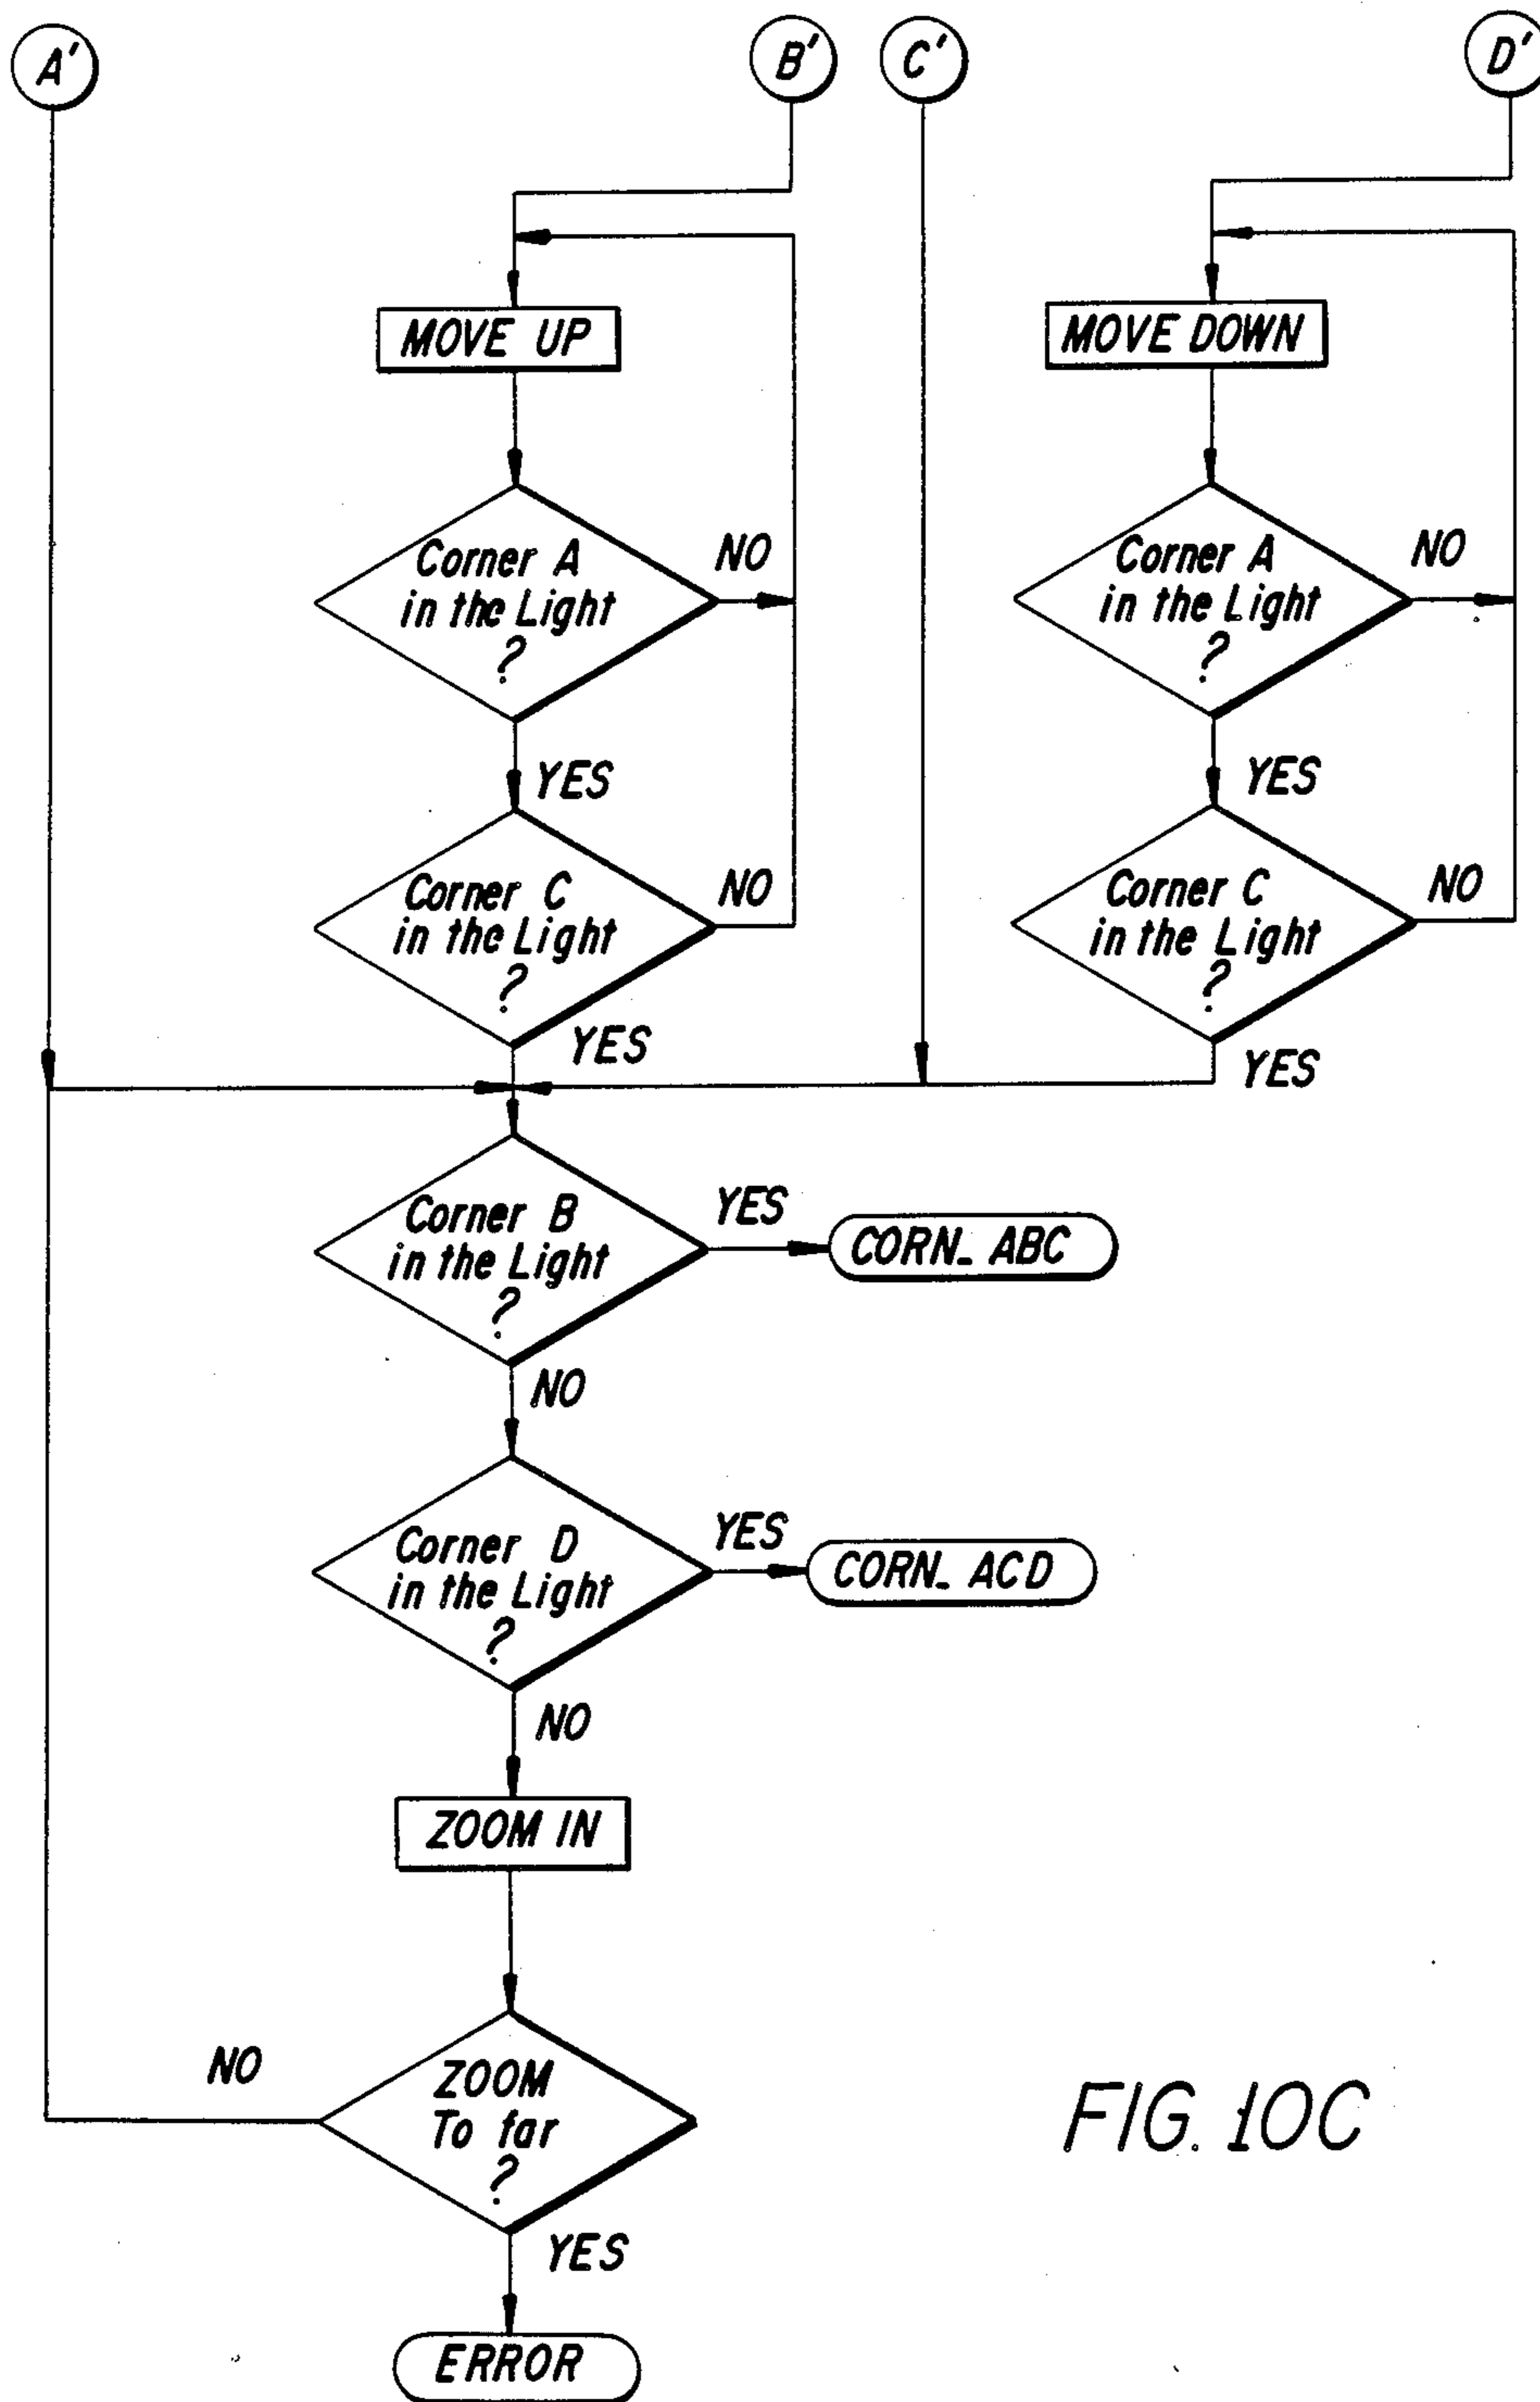 A'
B'
C'
D'
MOVE UP
MOVE DOWN
Corner A
in the Light
?
NO
Corner A
in the Light
?
NO
YES
YES
Corner C
in the Light
?
NO
Corner C
in the Light
?
NO
YES
YES
Corner B
in the Light
?
YES
CORN_ ABC
NO
Corner D
in the Light
?
YES
CORN_ ACD
NO
ZOOM IN
NO
ZOOM
To far
?
YES
ERROR
FIG. 10C